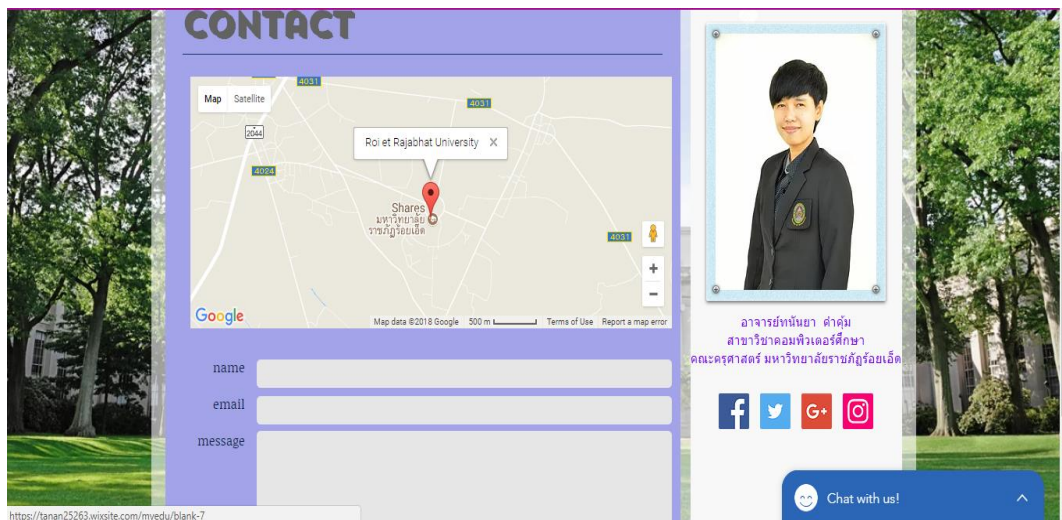 CONTACT
4031
Map Satellite
4031
2044
Roi et Rajabhat University
4024
Shares
มหาวิทยาลัย
ราชภัฏร้อยเอ็ด
4031
Google
Map data ©2018 Google 500 m Terms of Use Report a map error
name
email
message
อาจารย์ทนันยา คำคุ้ม
สาขาวิชาคอมพิวเตอร์ศึกษา
คณะครุศาสตร์ มหาวิทยาลัยราชภัฏร้อยเอ็ด
G+
Chat with us!
https://tanan25263.wixsite.com/myedu/blank-7